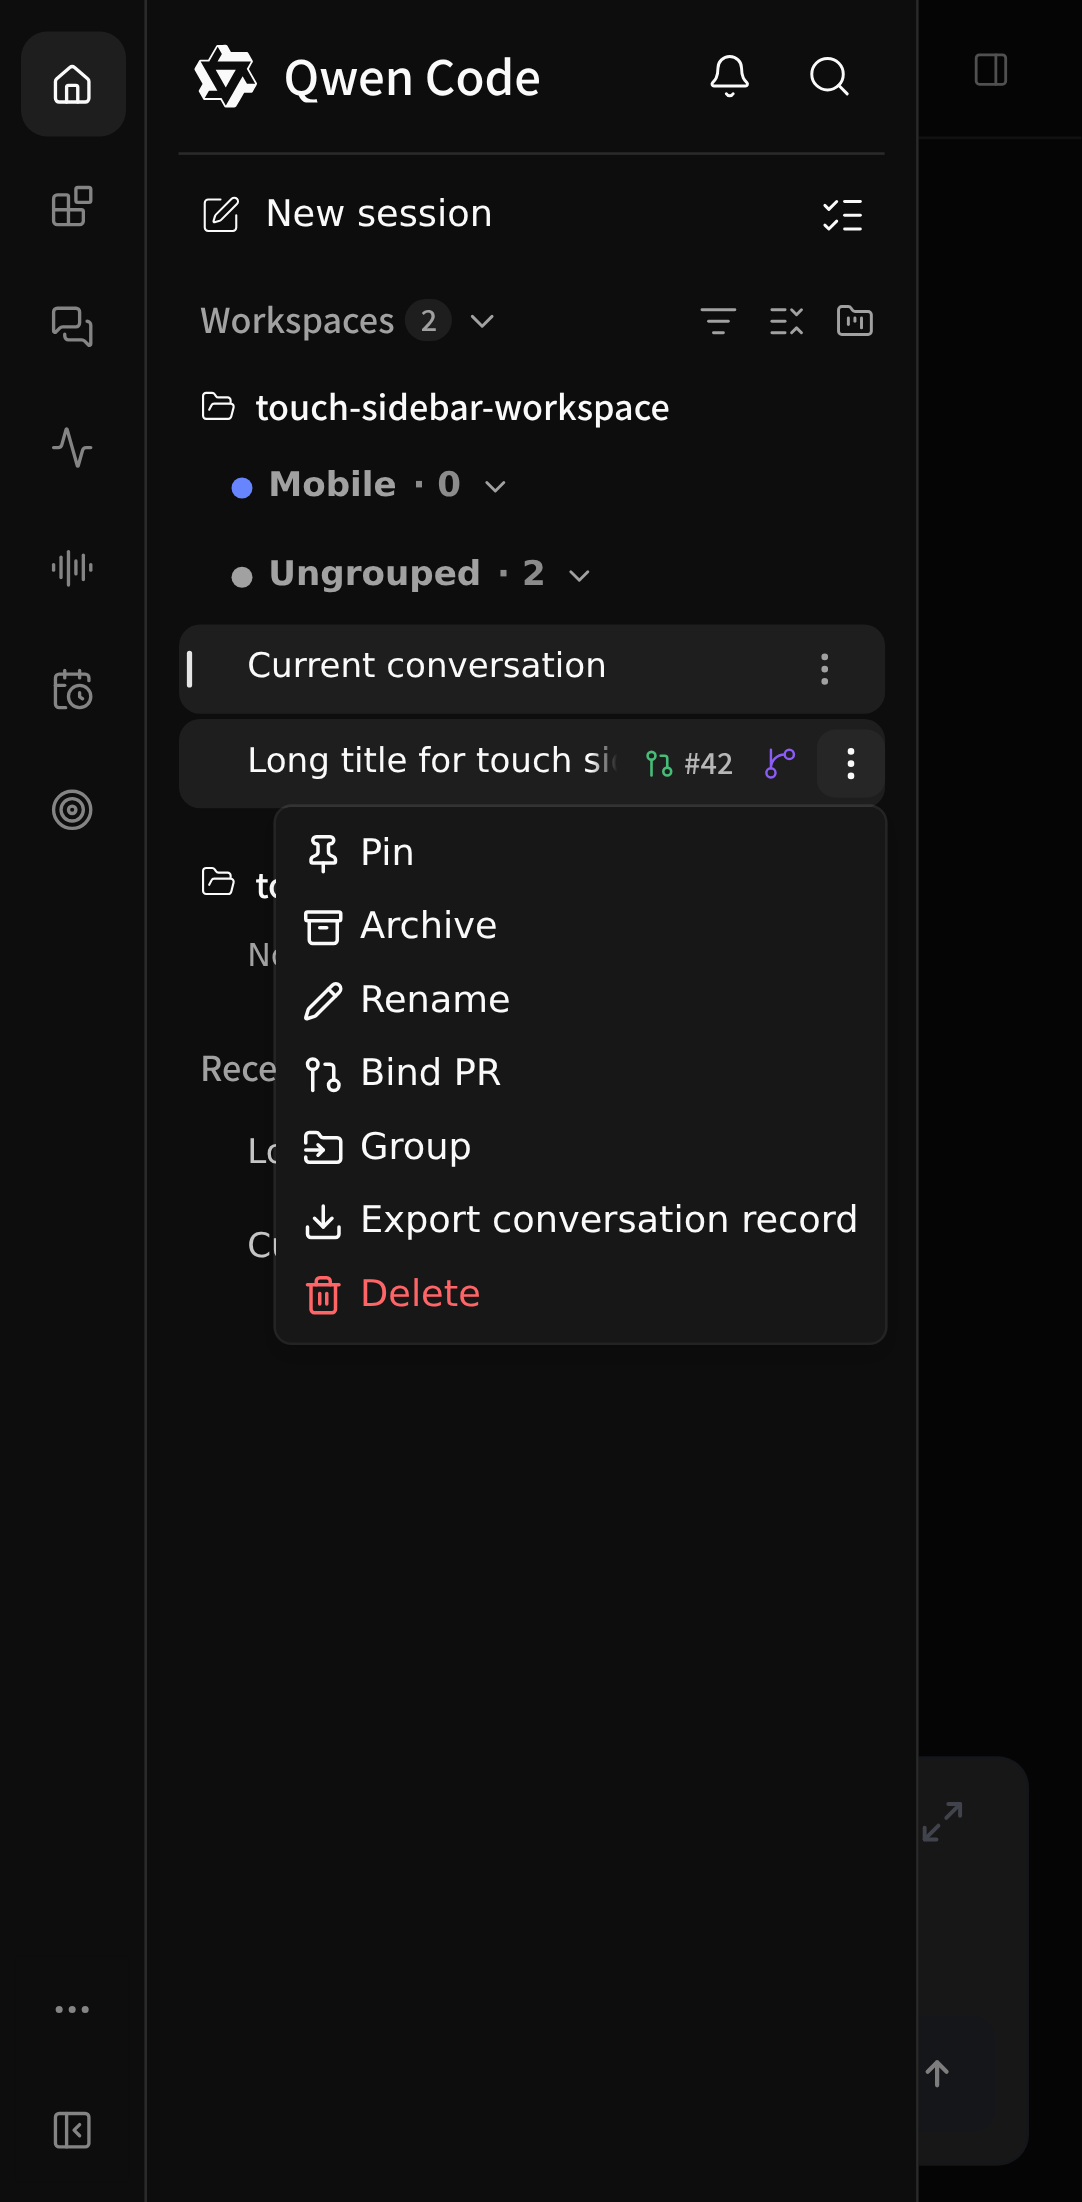 Qwen Code
New session
Workspaces 2
touch-sidebar-workspace
Mobile · 0
Ungrouped · 2
Current conversation
Long title for touch #42
Pin
Archive
Rename
Bind PR
Group
Export conversation record
Delete